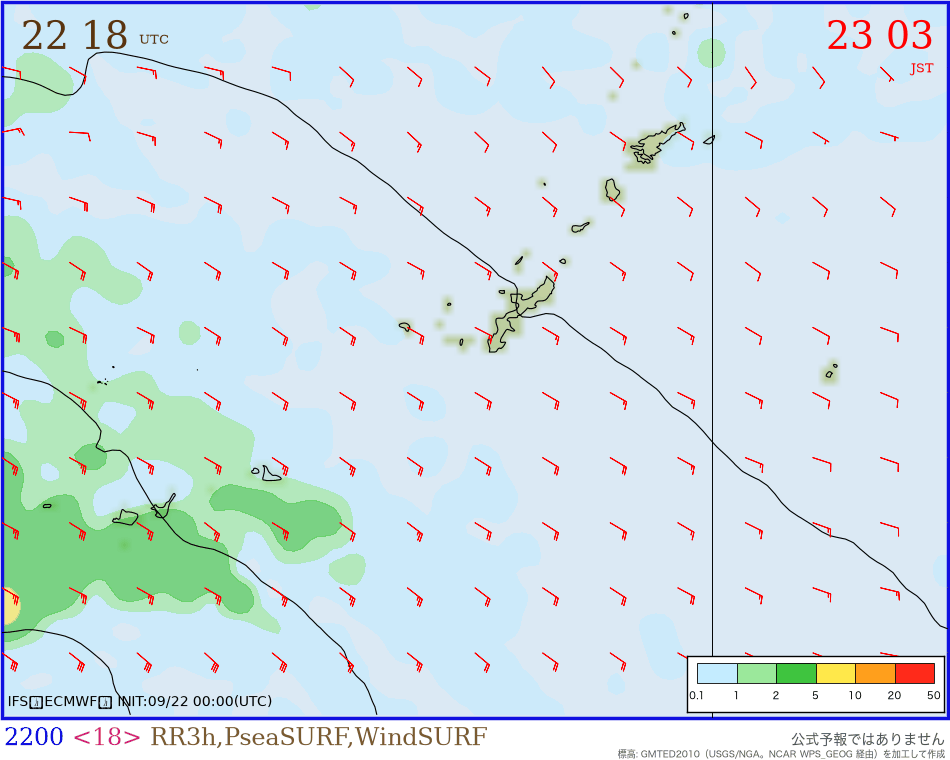 22 18 UTC
23 03
JST
IFS ECMWF INIT:09/22 00:00(UTC)
0.1 1 2 5 10 20 50
2200 <18> RR3h,PseaSURF,WindSURF
公式予報ではありません
標高: GMTED2010（USGS/NGA。NCAR WPS_GEOG 経由）を加工して作成